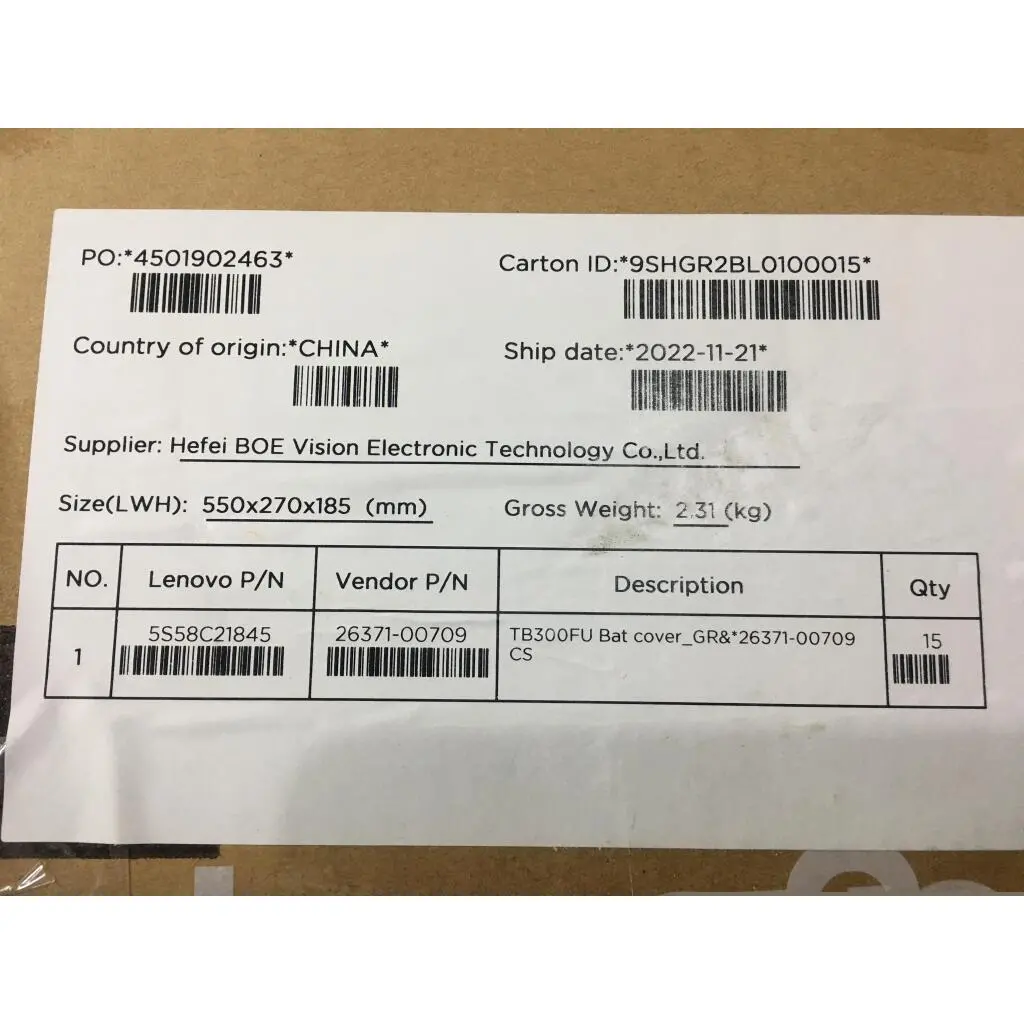 PO:*4501902463*
Carton ID:*9SHGR2BL0100015*
Country of origin:*CHINA*
Ship date:*2022-11-21*
Supplier: Hefei BOE Vision Electronic Technology Co.,Ltd.
Size(LWH): 550x270x185 (mm)
Gross Weight: 2.31 (kg)
NO. Lenovo P/N Vendor P/N Description Qty
1 5S58C21845 26371-00709 TB300FU Bat cover_GR&*26371-00709 15
CS